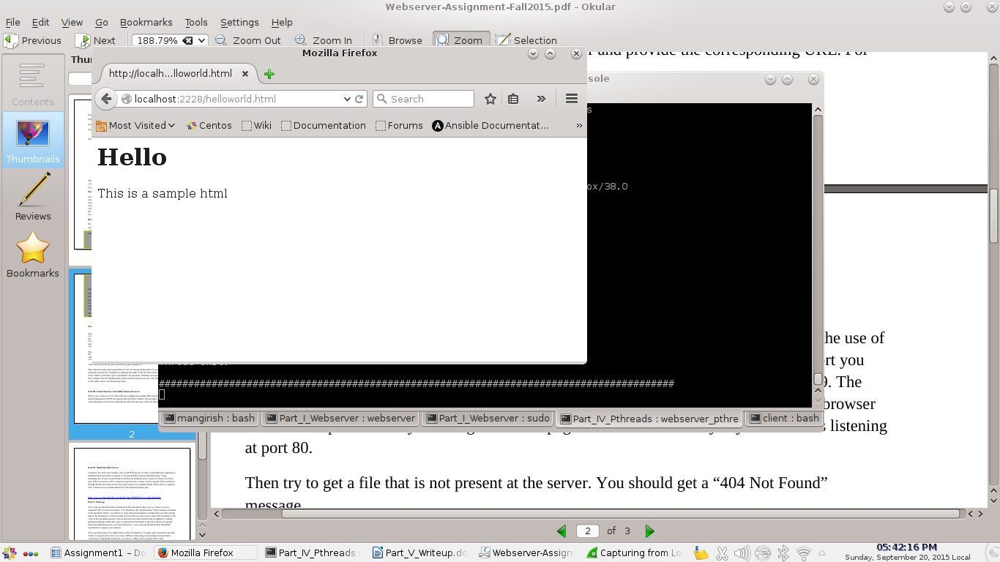 Webserver-Assignment-Fall2015.pdf – Okular
File Edit View Go Bookmarks Tools Settings Help
Previous Next 188.79% Zoom Out Zoom In Browse Zoom Selection
Contents
Thumbnails
Reviews
Bookmarks
Mozilla Firefox
http://localh...lloworld.html
localhost:2228/helloworld.html
Search
Most Visited Centos Wiki Documentation Forums Ansible Documentat... »
Hello
This is a sample html
and provide the corresponding URL. For
sole
s
ox/38.0
################################################################################
mangirish : bash Part_I_Webserver : webserver Part_I_Webserver : sudo Part_IV_Pthreads : webserver_pthre client : bash
he use of
rt you
9. The
browser
s listening
at port 80.
Then try to get a file that is not present at the server. You should get a “404 Not Found”
message
2
2 of 3
Assignment1 – Do Mozilla Firefox Part_IV_Pthreads Part_V_Writeup.do Webserver-Assign Capturing from Lo
05:42:16 PM
Sunday, September 20, 2015 Local